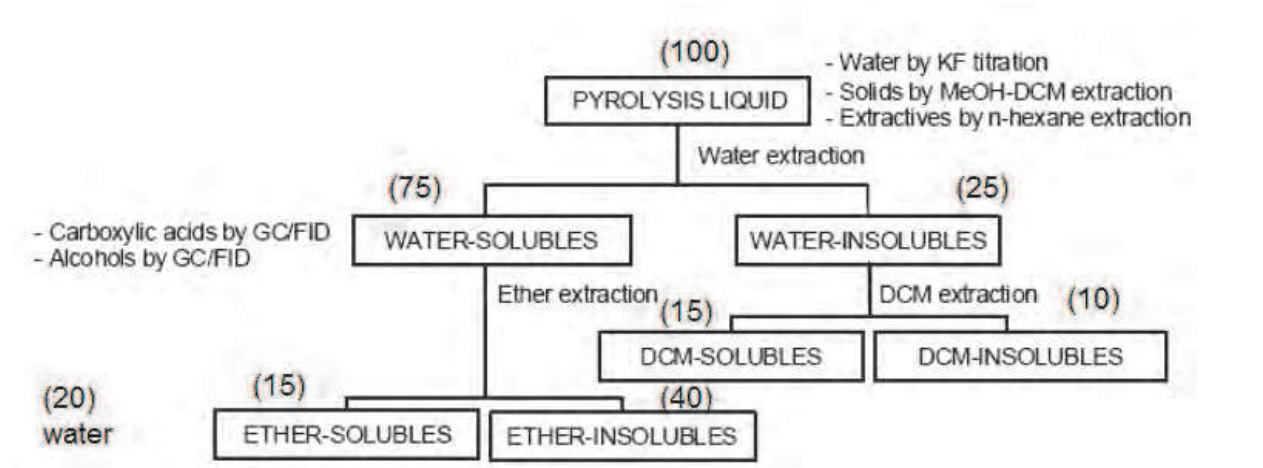 (100)
PYROLYSIS LIQUID
- Water by KF titration
- Solids by MeOH-DCM extraction
- Extractives by n-hexane extraction
Water extraction
(75)
(25)
- Carboxylic acids by GC/FID
- Alcohols by GC/FID
WATER-SOLUBLES
WATER-INSOLUBLES
Ether extraction
DCM extraction
(15)
(10)
DCM-SOLUBLES
DCM-INSOLUBLES
(20)
water
(15)
(40)
ETHER-SOLUBLES
ETHER-INSOLUBLES